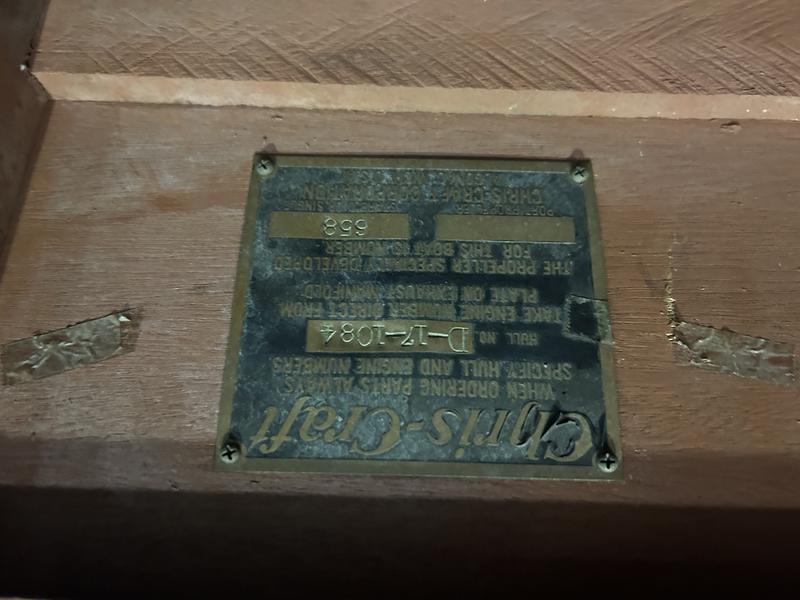 Chris-Craft
WHEN ORDERING PARTS ALWAYS
SPECIFY HULL AND ENGINE NUMBERS
HULL NO. D-17-1084
TAKE ENGINE NUMBER DIRECT FROM
PLATE ON EXHAUST MANIFOLD
THE PROPELLER SPECIALLY DEVELOPED
FOR THIS BOAT IS NUMBER
658
CHRIS-CRAFT CORPORATION